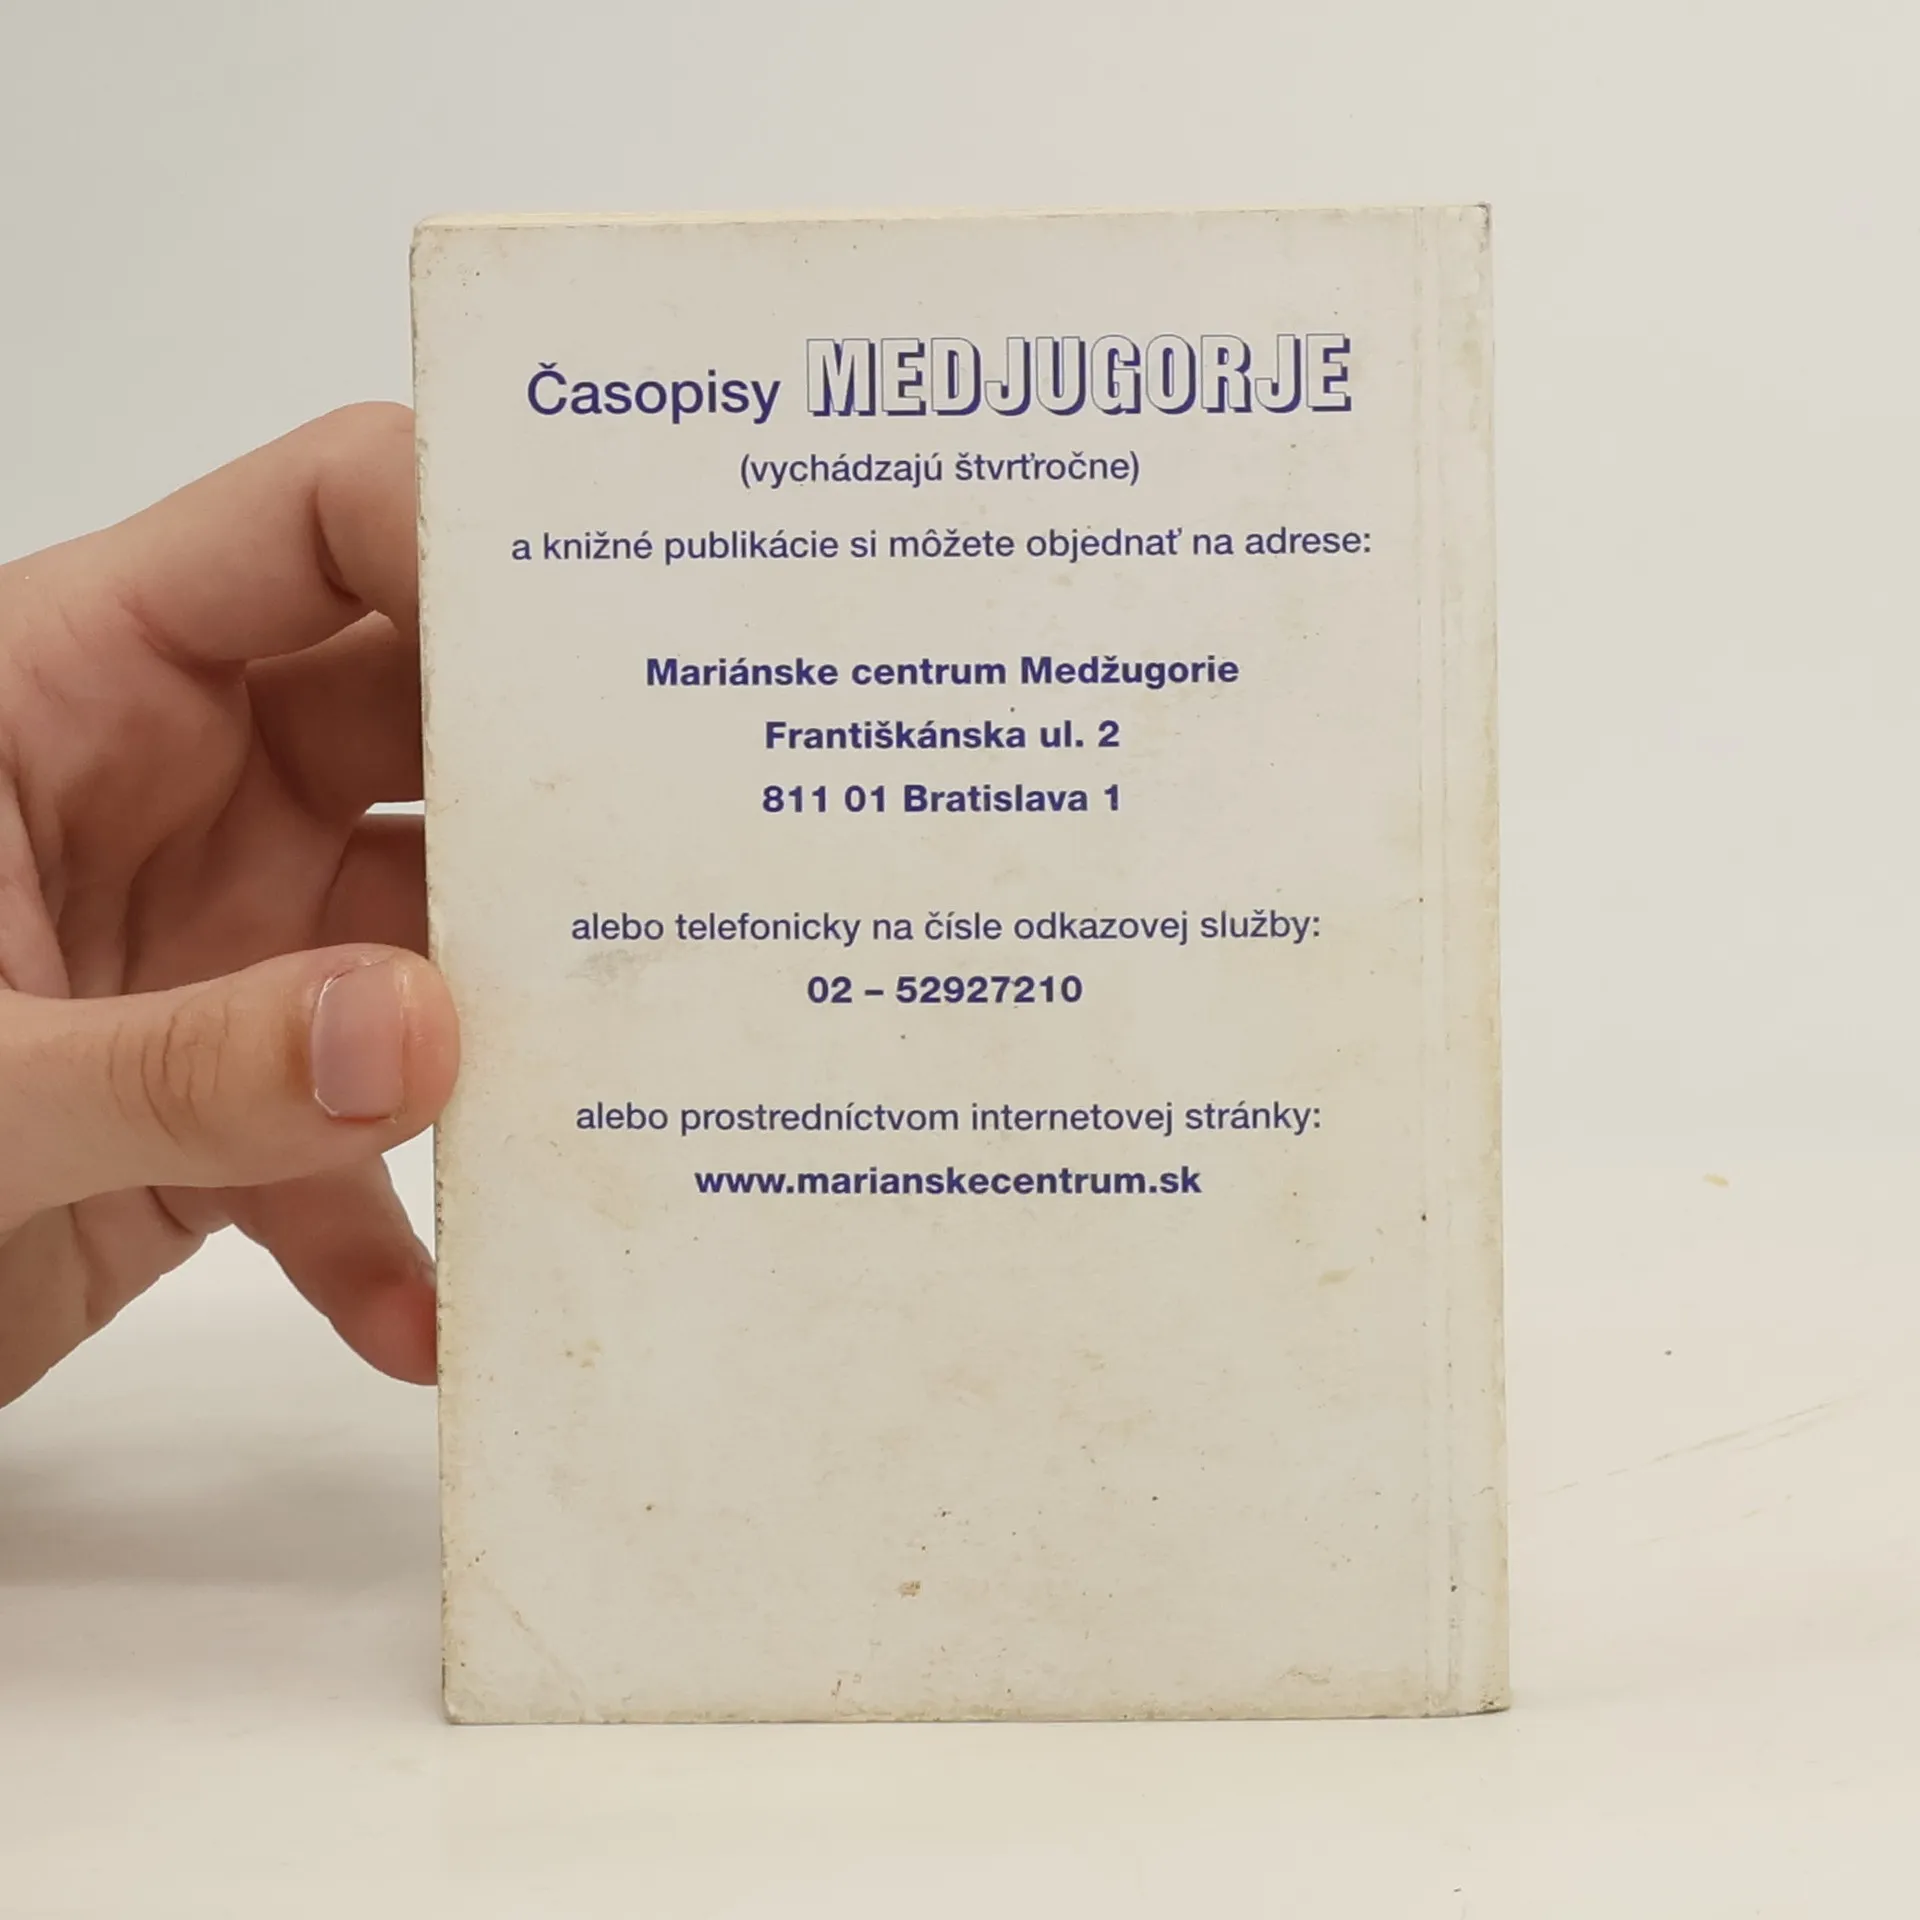 Časopisy MEDJUGORJE
(vychádzajú štvrťročne)
a knižné publikácie si môžete objednať na adrese:
Mariánske centrum Medžugorie
Františkánska ul. 2
811 01 Bratislava 1
alebo telefonicky na čísle odkazovej služby:
02 – 52927210
alebo prostredníctvom internetovej stránky:
www.marianskecentrum.sk